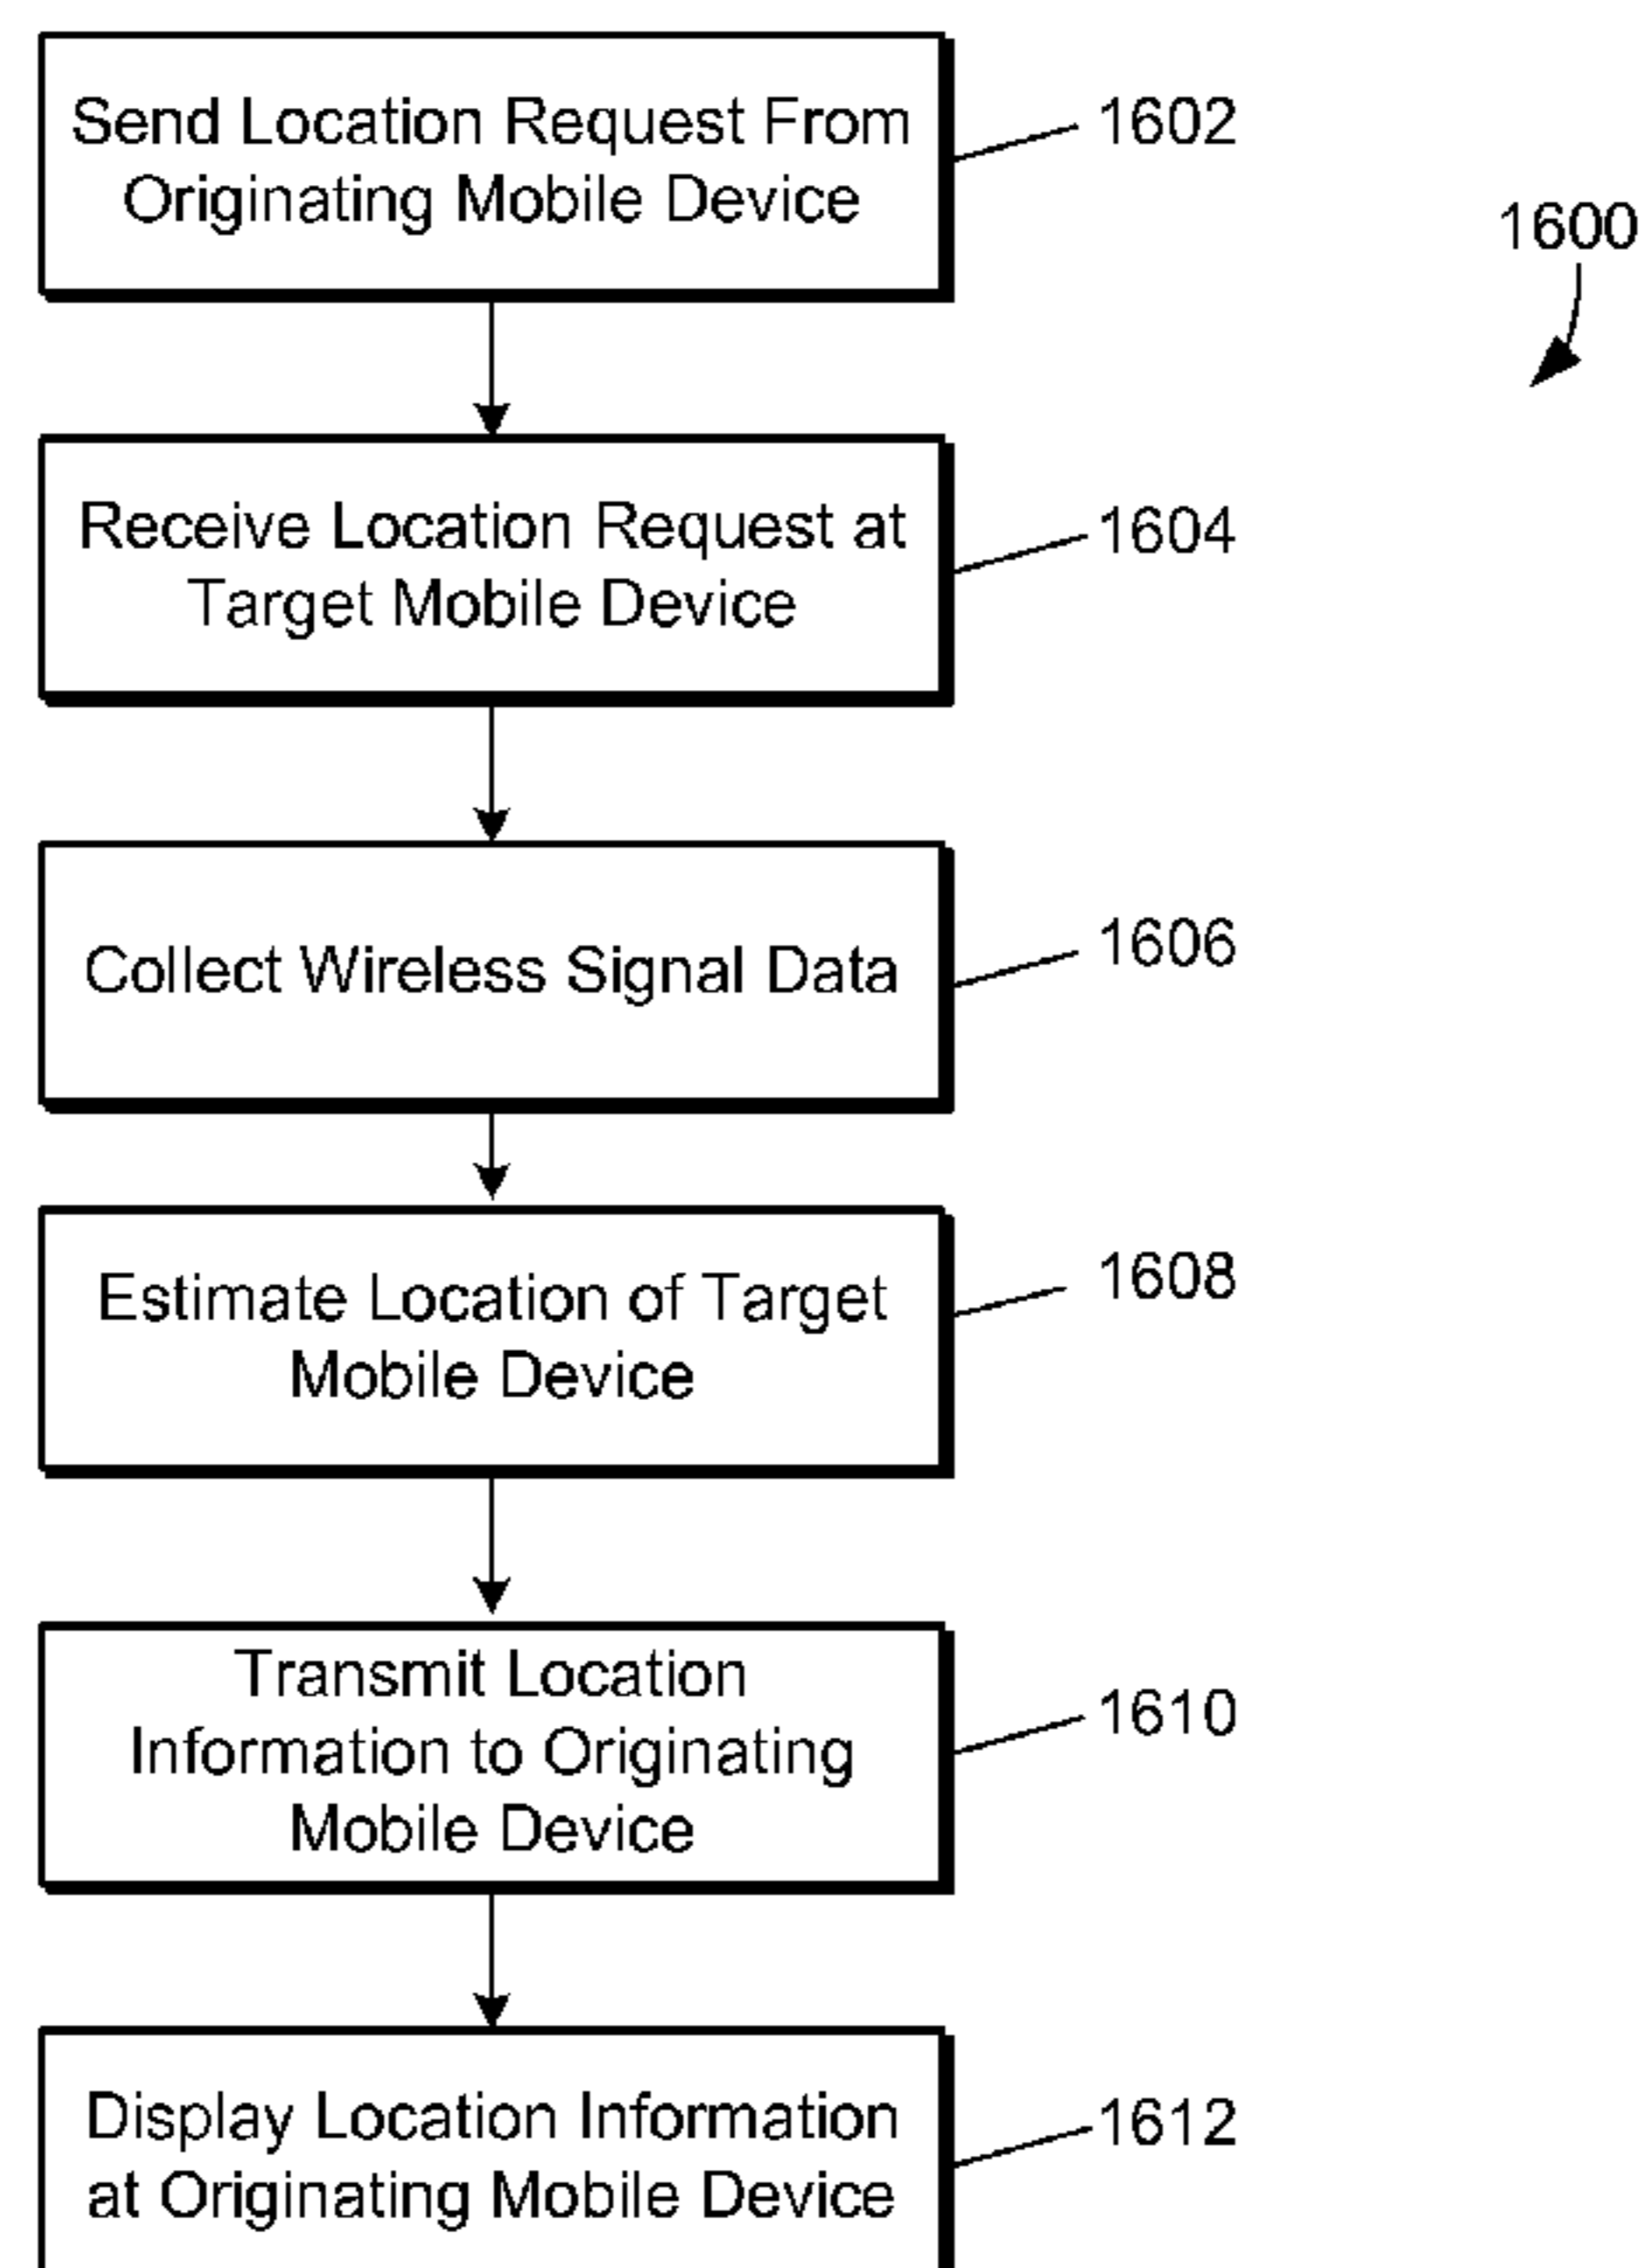 Send Location Request From
Originating Mobile Device
1602
1600
Receive Location Request at
Target Mobile Device
1604
Collect Wireless Signal Data
1606
Estimate Location of Target
Mobile Device
1608
Transmit Location
Information to Originating
Mobile Device
1610
Display Location Information
at Originating Mobile Device
1612